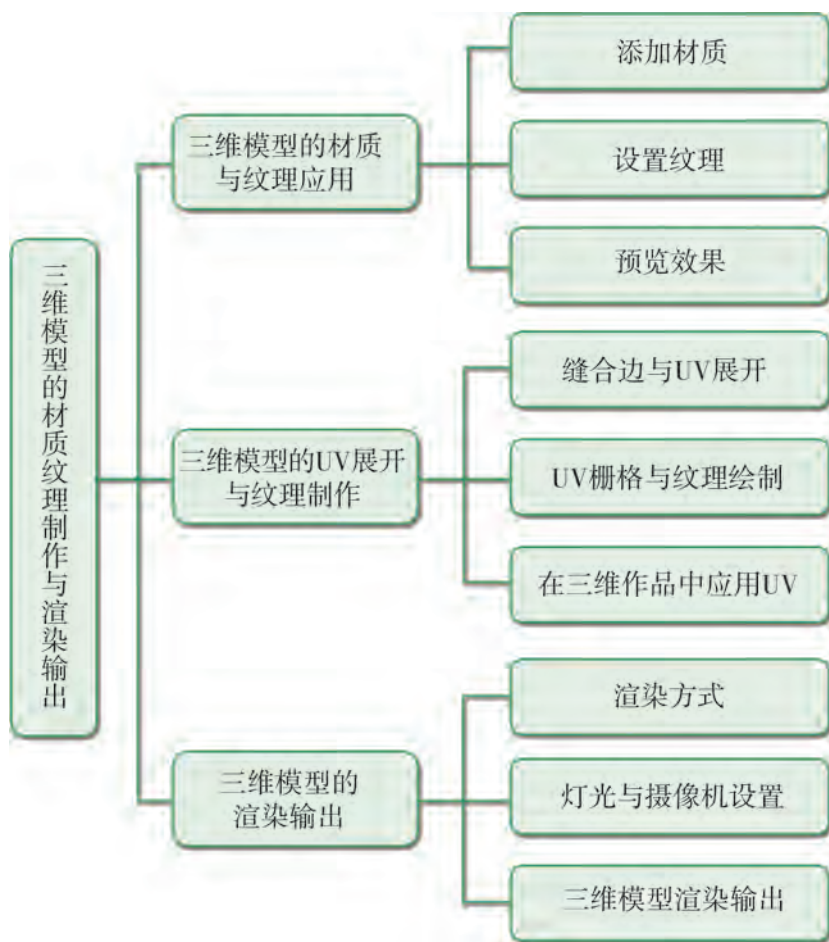 三维模型的材质纹理制作与渲染输出
三维模型的材质
与纹理应用
添加材质
设置纹理
预览效果
三维模型的UV展开
与纹理制作
缝合边与UV展开
UV栅格与纹理绘制
在三维作品中应用UV
三维模型的
渲染输出
渲染方式
灯光与摄像机设置
三维模型渲染输出